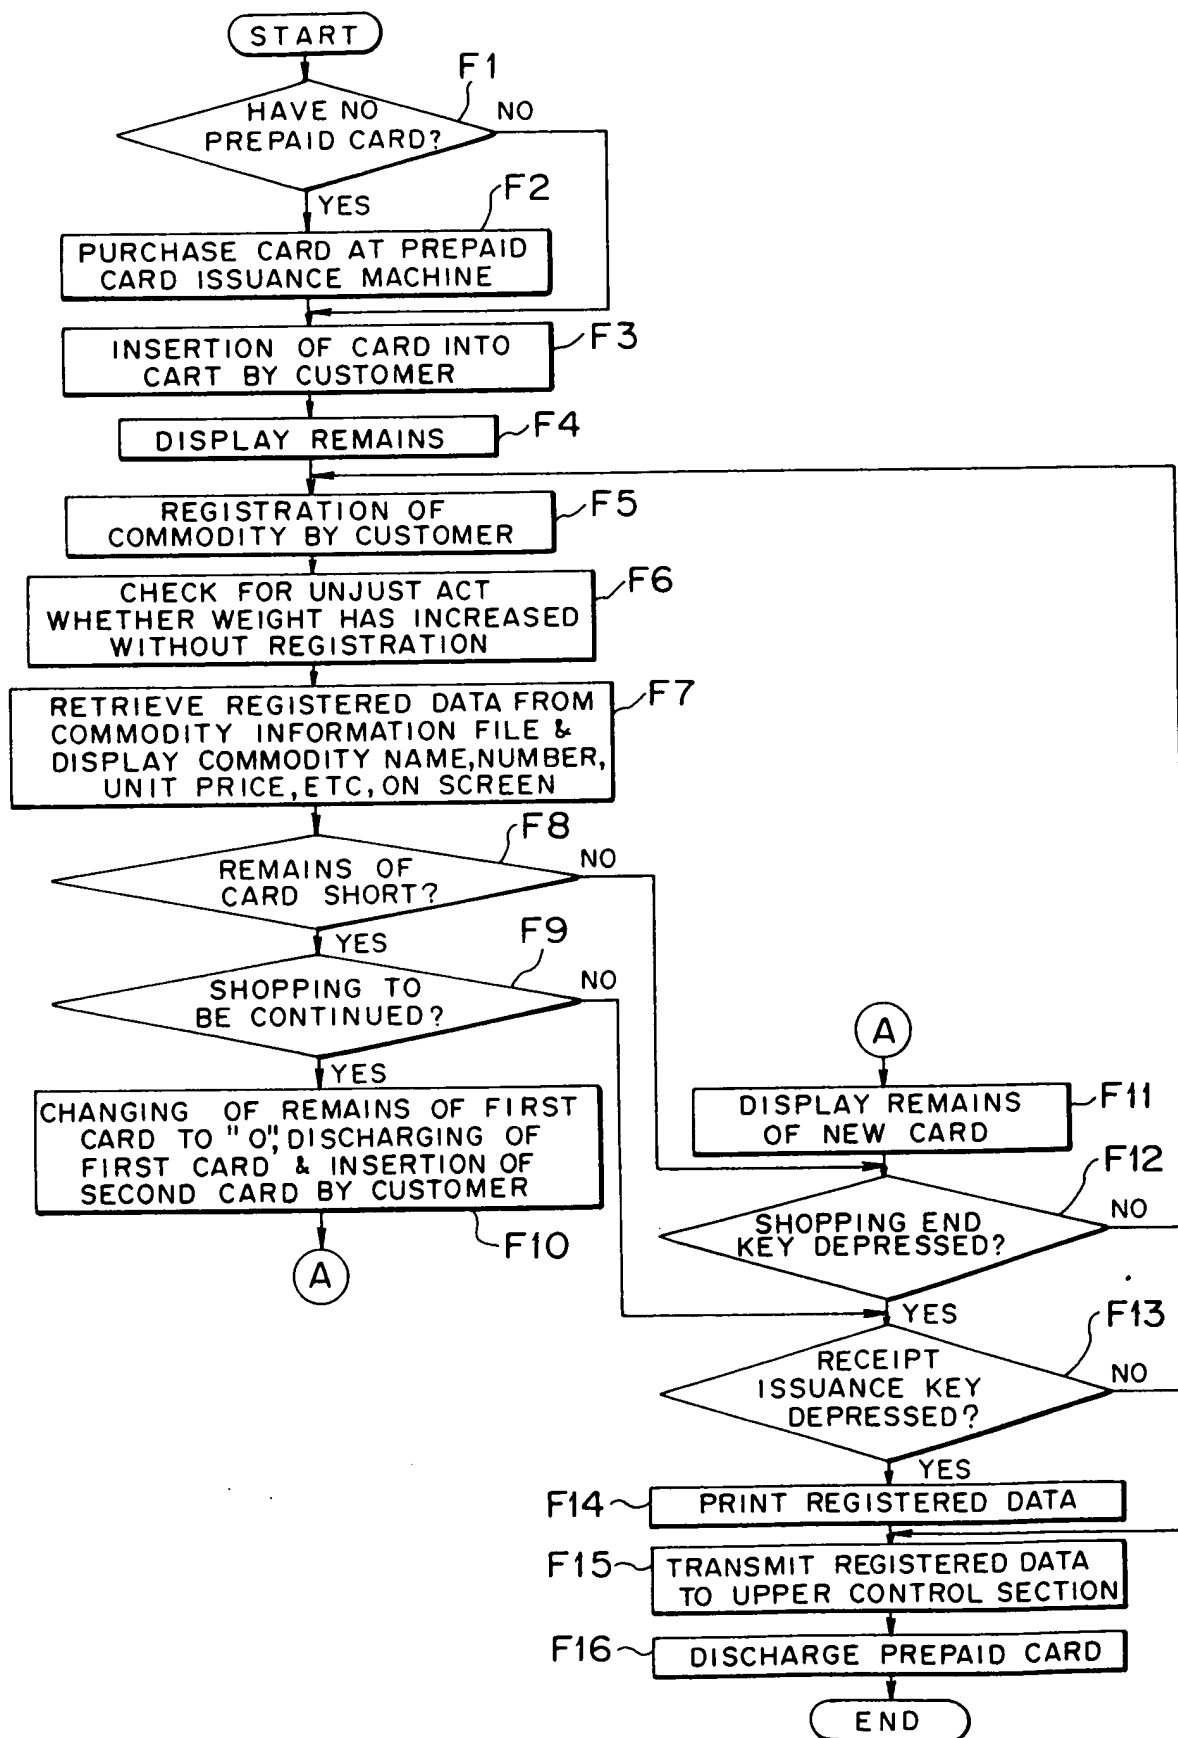 START
F1
HAVE NO
PREPAID CARD?
NO
YES
F2
PURCHASE CARD AT PREPAID
CARD ISSUANCE MACHINE
F3
INSERTION OF CARD INTO
CART BY CUSTOMER
F4
DISPLAY REMAINS
F5
REGISTRATION OF
COMMODITY BY CUSTOMER
F6
CHECK FOR UNJUST ACT
WHETHER WEIGHT HAS INCREASED
WITHOUT REGISTRATION
F7
RETRIEVE REGISTERED DATA FROM
COMMODITY INFORMATION FILE &
DISPLAY COMMODITY NAME, NUMBER,
UNIT PRICE, ETC, ON SCREEN
F8
REMAINS OF
CARD SHORT?
NO
YES
F9
SHOPPING TO
BE CONTINUED?
NO
YES
CHANGING OF REMAINS OF FIRST
CARD TO "0", DISCHARGING OF
FIRST CARD & INSERTION OF
SECOND CARD BY CUSTOMER
F10
A
A
DISPLAY REMAINS
OF NEW CARD
F11
F12
SHOPPING END
KEY DEPRESSED?
NO
YES
F13
RECEIPT
ISSUANCE KEY
DEPRESSED?
NO
YES
F14
PRINT REGISTERED DATA
F15
TRANSMIT REGISTERED DATA
TO UPPER CONTROL SECTION
F16
DISCHARGE PREPAID CARD
END